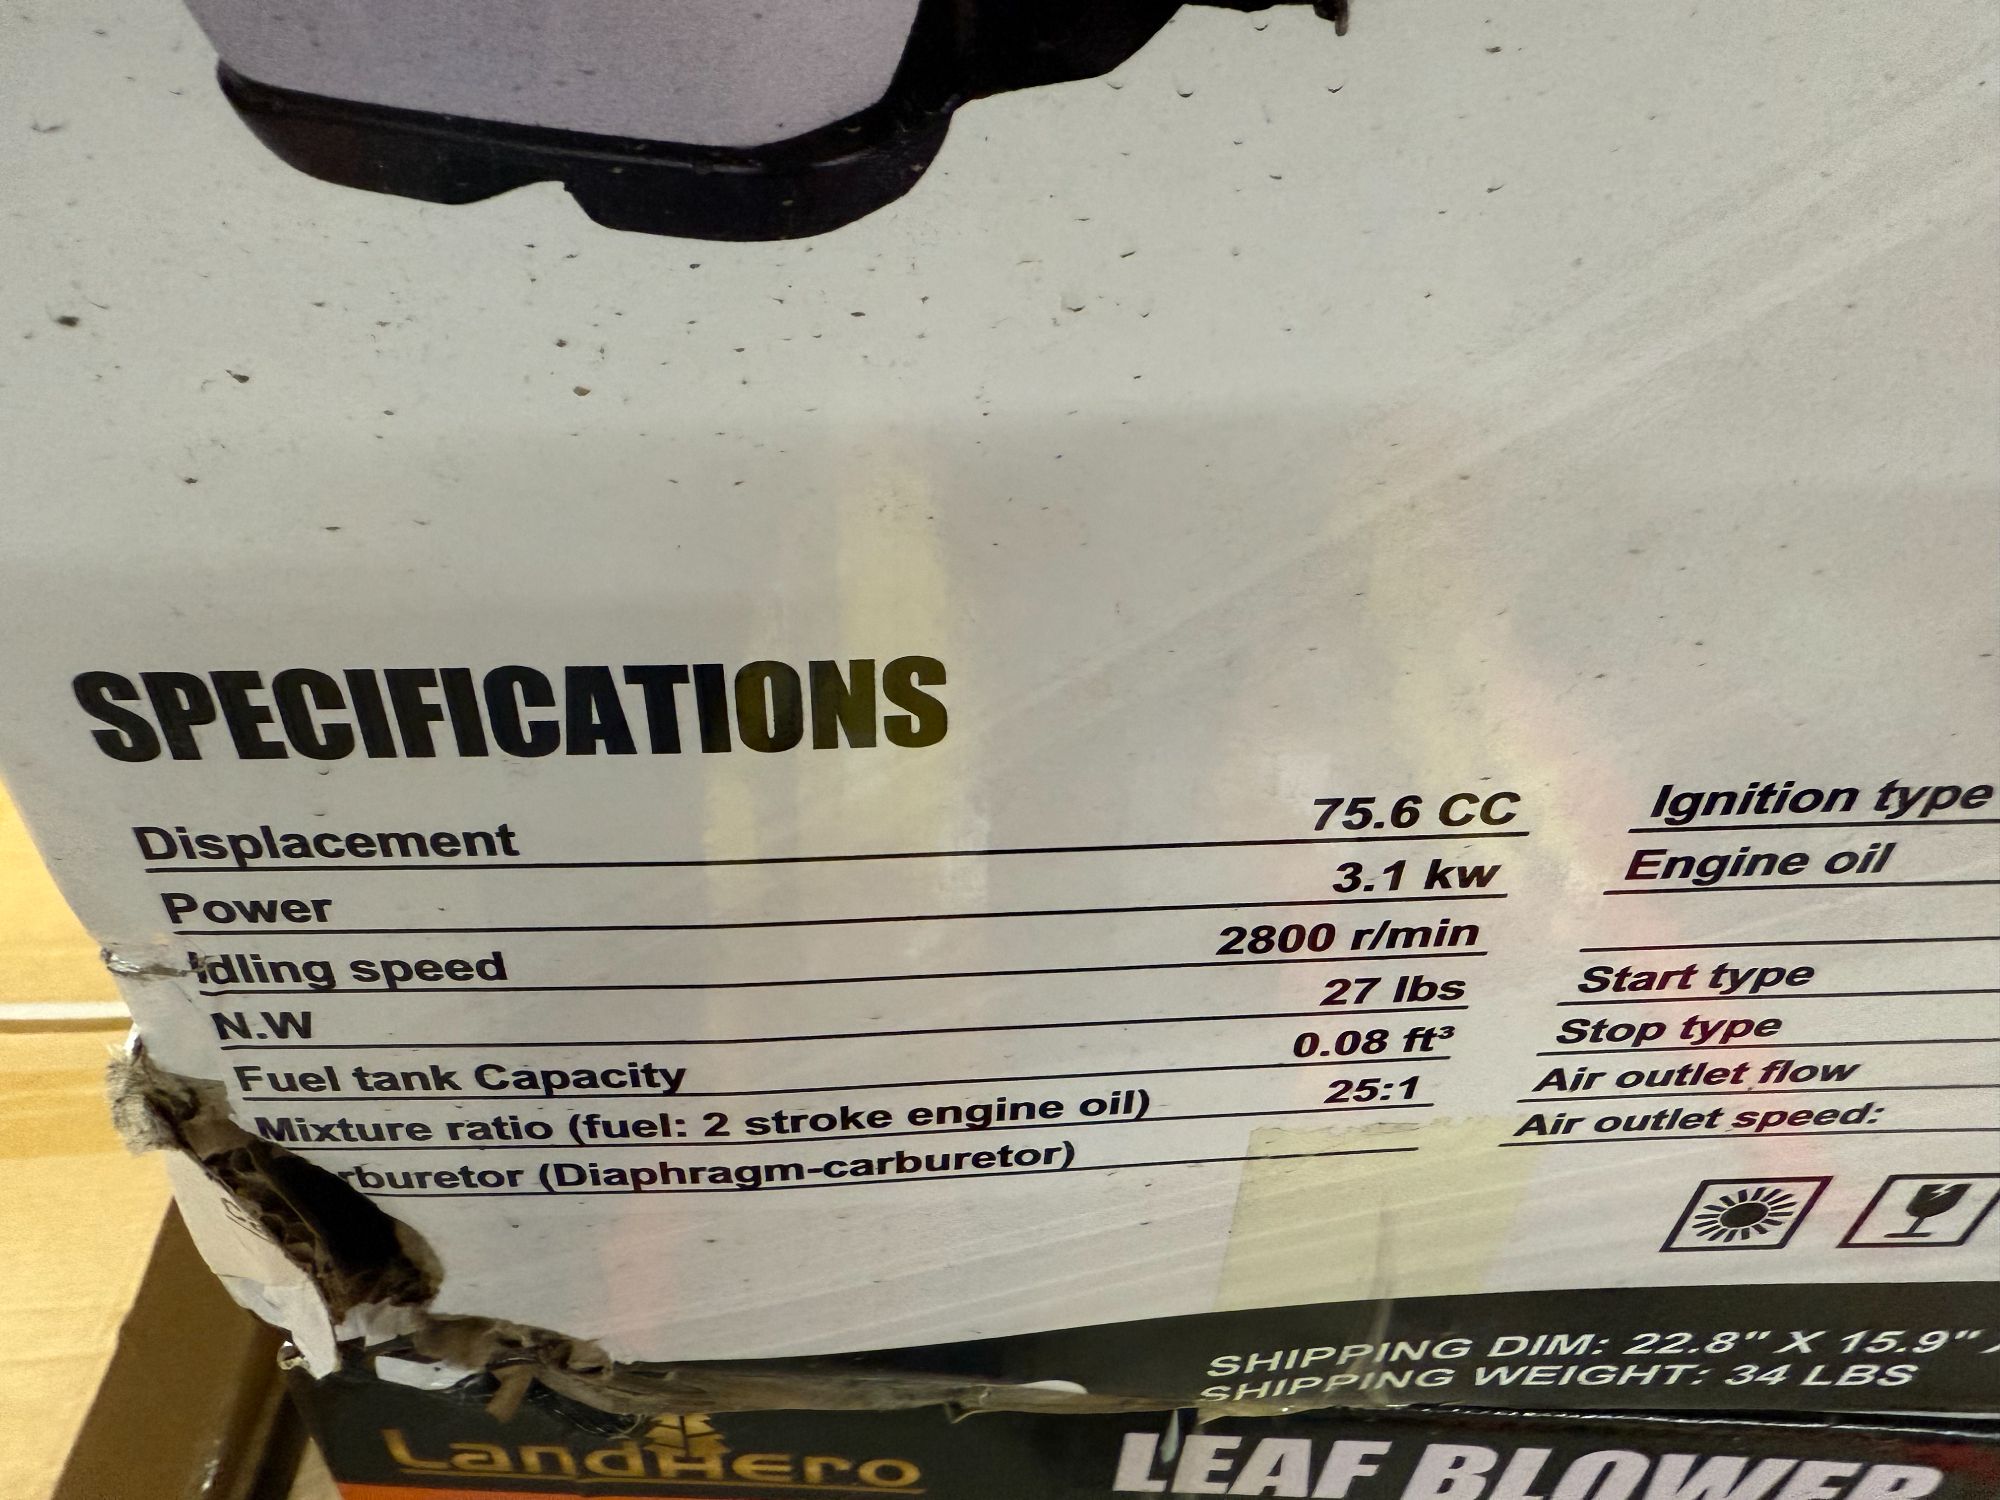 SPECIFICATIONS
Displacement 75.6 CC
Power 3.1 kw
Idling speed 2800 r/min
N.W 27 lbs
Fuel tank Capacity 0.08 ft³
Mixture ratio (fuel: 2 stroke engine oil) 25:1
rburetor (Diaphragm-carburetor)
Ignition type
Engine oil
Start type
Stop type
Air outlet flow
Air outlet speed:
SHIPPING DIM: 22.8" X 15.9"
SHIPPING WEIGHT: 34 LBS
LandHero
LEAF BLOWER